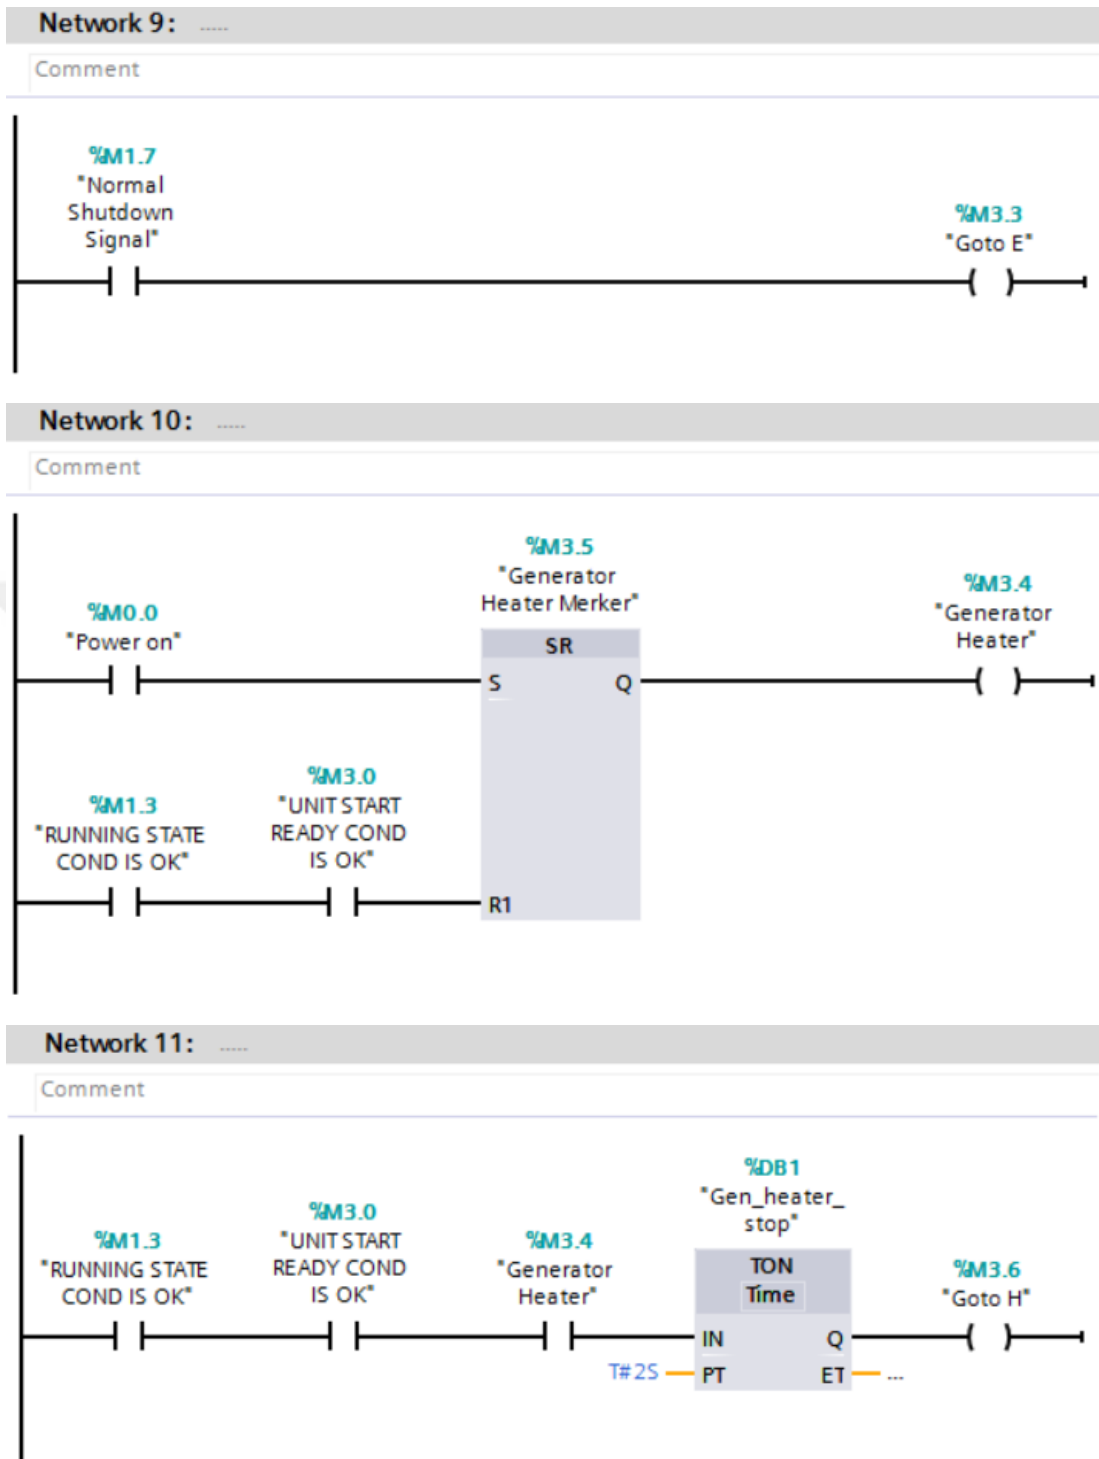 Network 9: .....
Comment
%M1.7
"Normal
Shutdown
Signal"
%M3.3
"Goto E"
Network 10: .....
Comment
%M3.5
"Generator
Heater Merker"
%M3.4
"Generator
Heater"
%M0.0
"Power on"
SR
S Q
%M3.0
"UNIT START
READY COND
IS OK"
%M1.3
"RUNNING STATE
COND IS OK"
R1
Network 11: .....
Comment
%DB1
"Gen_heater_
stop"
%M1.3
"RUNNING STATE
COND IS OK"
%M3.0
"UNIT START
READY COND
IS OK"
%M3.4
"Generator
Heater"
TON
Time
%M3.6
"Goto H"
IN Q
T#2S PT ET ...